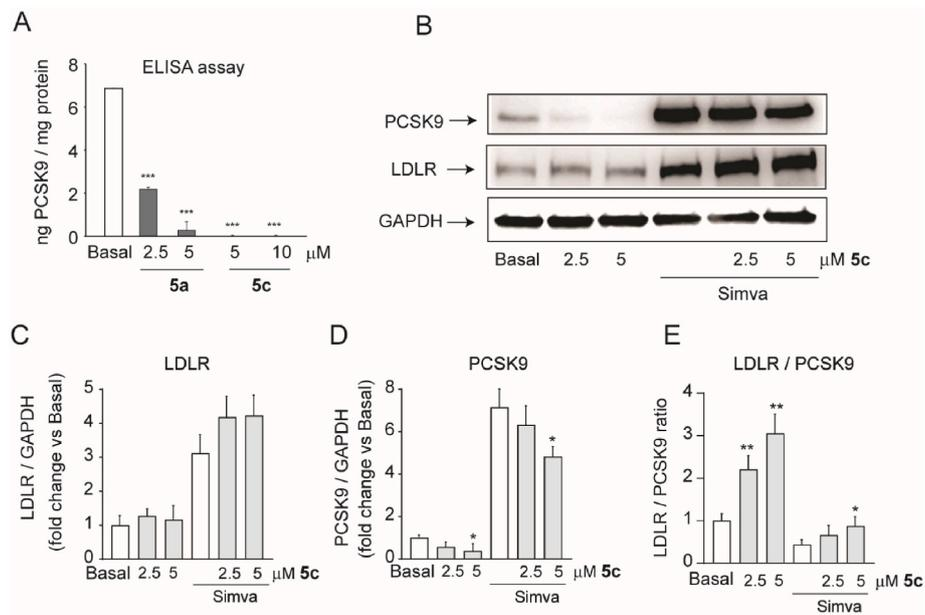 A
ELISA assay
ng PCSK9 / mg protein
8
6
4
2
0
*** *** *** ***
Basal 2.5 5 5 10 µM
5a 5c
B
PCSK9
LDLR
GAPDH
Basal 2.5 5 2.5 5 µM 5c
Simva
C
LDLR
LDLR / GAPDH
(fold change vs Basal)
5
4
3
2
1
0
Basal 2.5 5 2.5 5 µM 5c
Simva
D
PCSK9
PCSK9 / GAPDH
(fold change vs Basal)
8
6
4
2
0
* *
Basal 2.5 5 2.5 5 µM 5c
Simva
E
LDLR / PCSK9
LDLR / PCSK9 ratio
4
3
2
1
0
** ** *
Basal 2.5 5 2.5 5 µM 5c
Simva